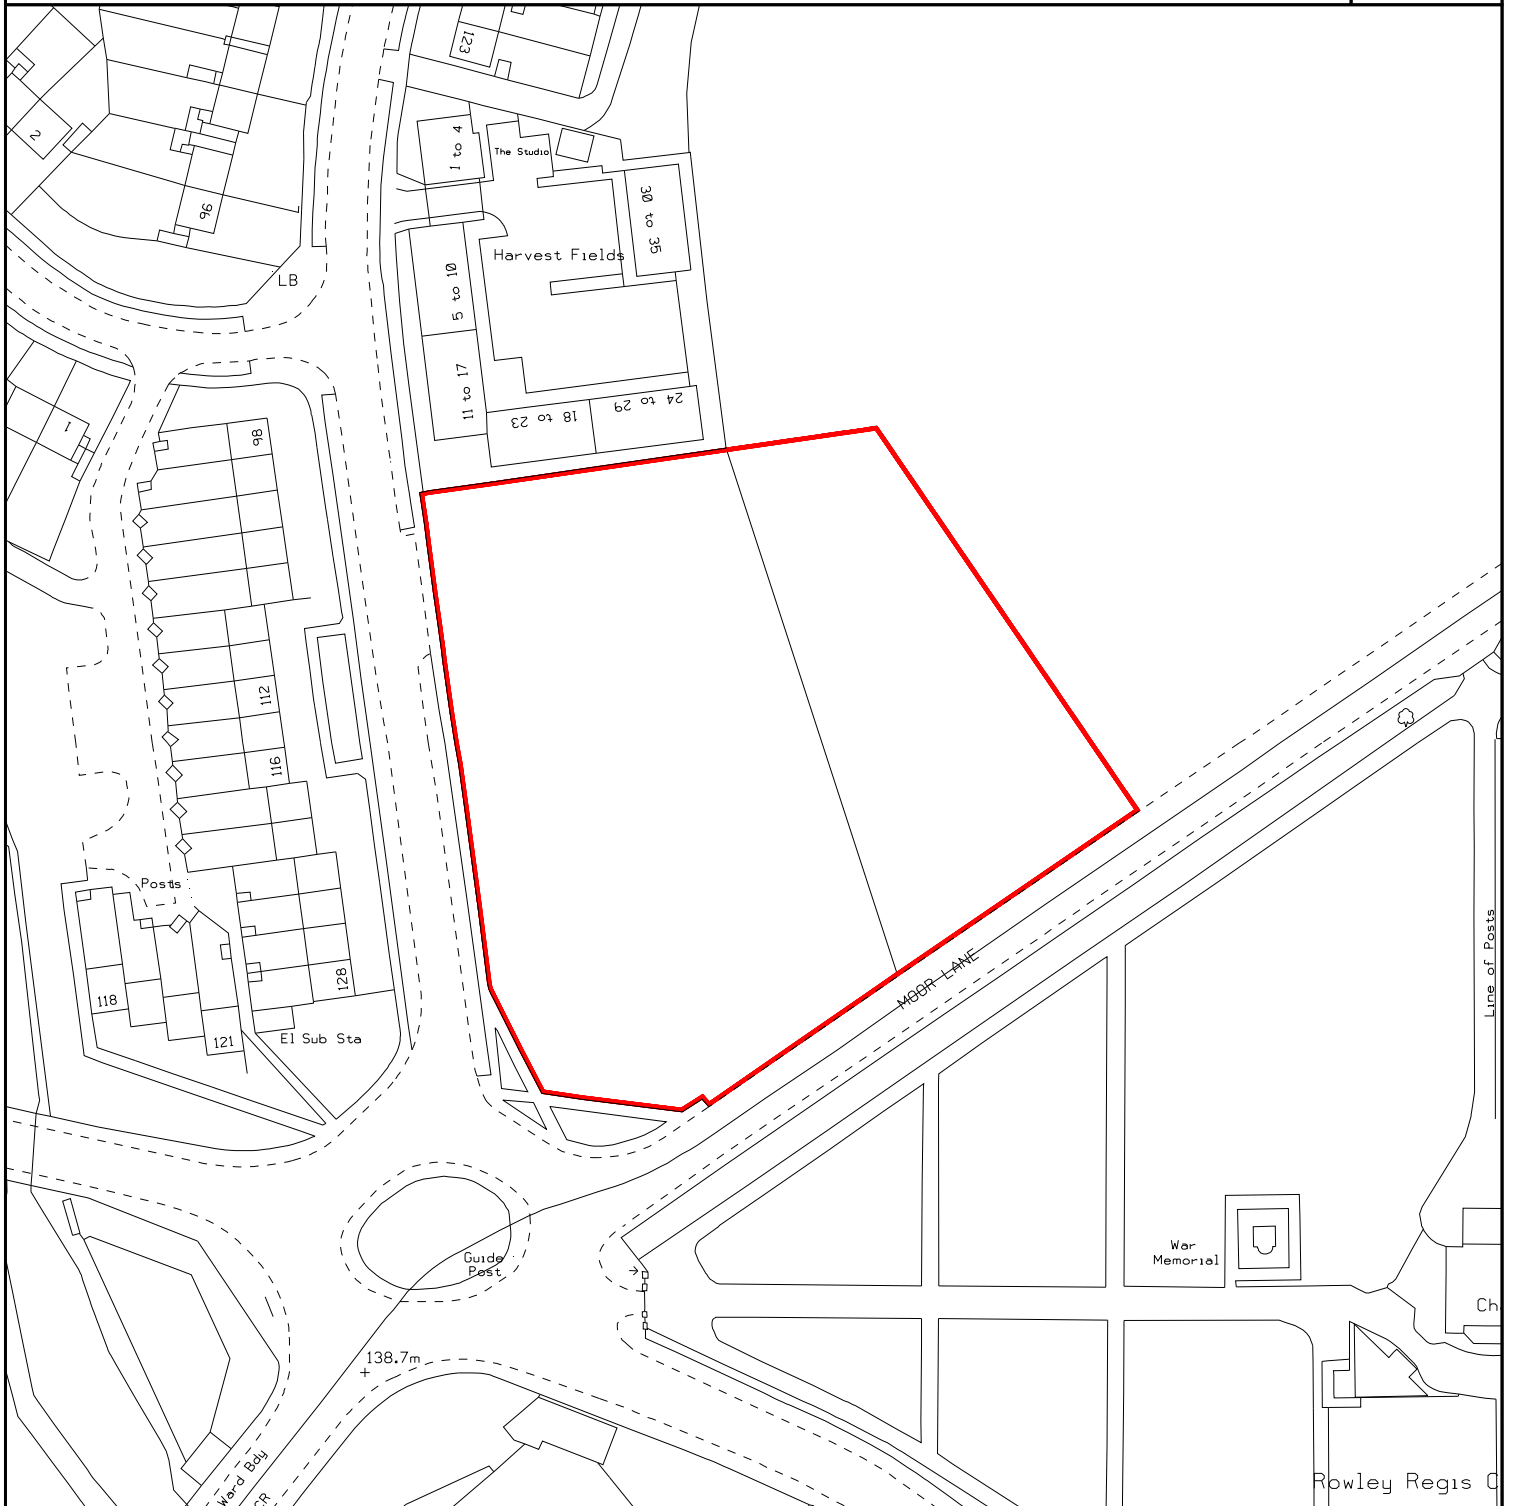 123
2
1 to 4
The Studio
96
30 to 35
Harvest Fields
LB
5 to 10
11 to 17
18 to 23
24 to 29
1
98
112
116
Posts
118
128
121
El Sub Sta
MOOR LANE
Line of Posts
Guide
Post
War
Memorial
Ch
138.7m
Ward Bdy
CR
Rowley Regis C